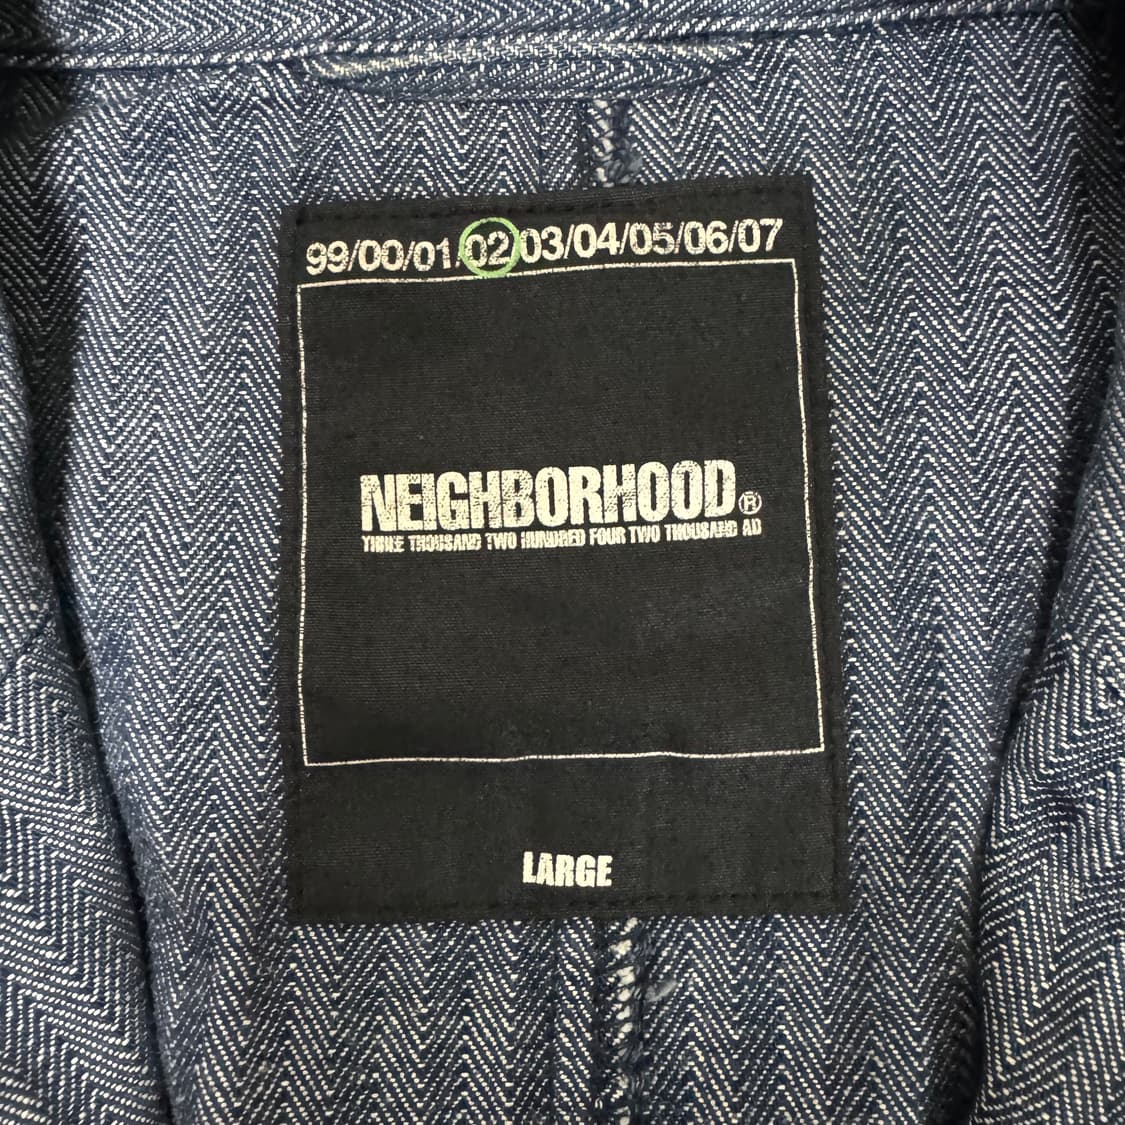 99/00/01/02/03/04/05/06/07
NEIGHBORHOOD®
THREE THOUSAND TWO HUNDRED FOUR TWO THOUSAND AD
LARGE